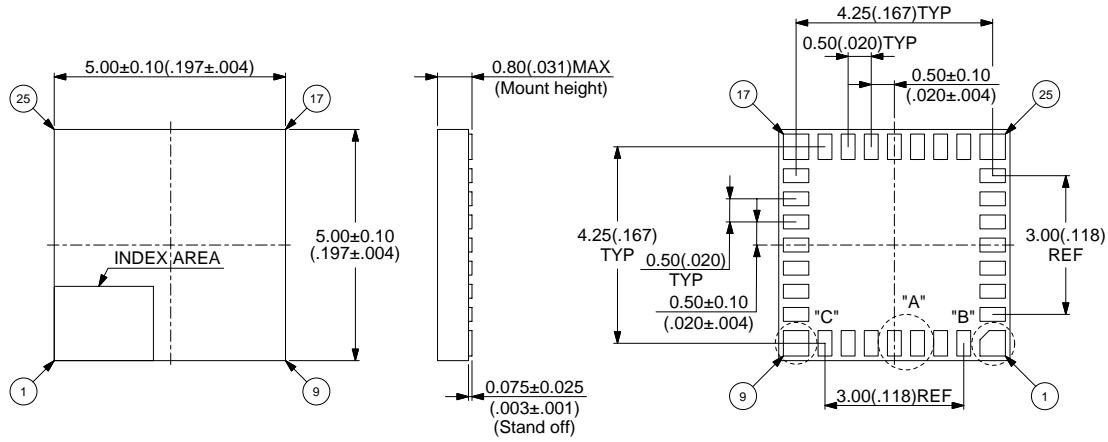 5.00±0.10(.197±.004)
25
17
INDEX AREA
1
9
5.00±0.10
(.197±.004)
0.80(.031)MAX
(Mount height)
0.075±0.025
(.003±.001)
(Stand off)
4.25(.167)TYP
0.50(.020)TYP
0.50±0.10
(.020±.004)
17
25
4.25(.167)
TYP
0.50(.020)
TYP
0.50±0.10
(.020±.004)
3.00(.118)
REF
"C"
"A"
"B"
9
3.00(.118)REF
1